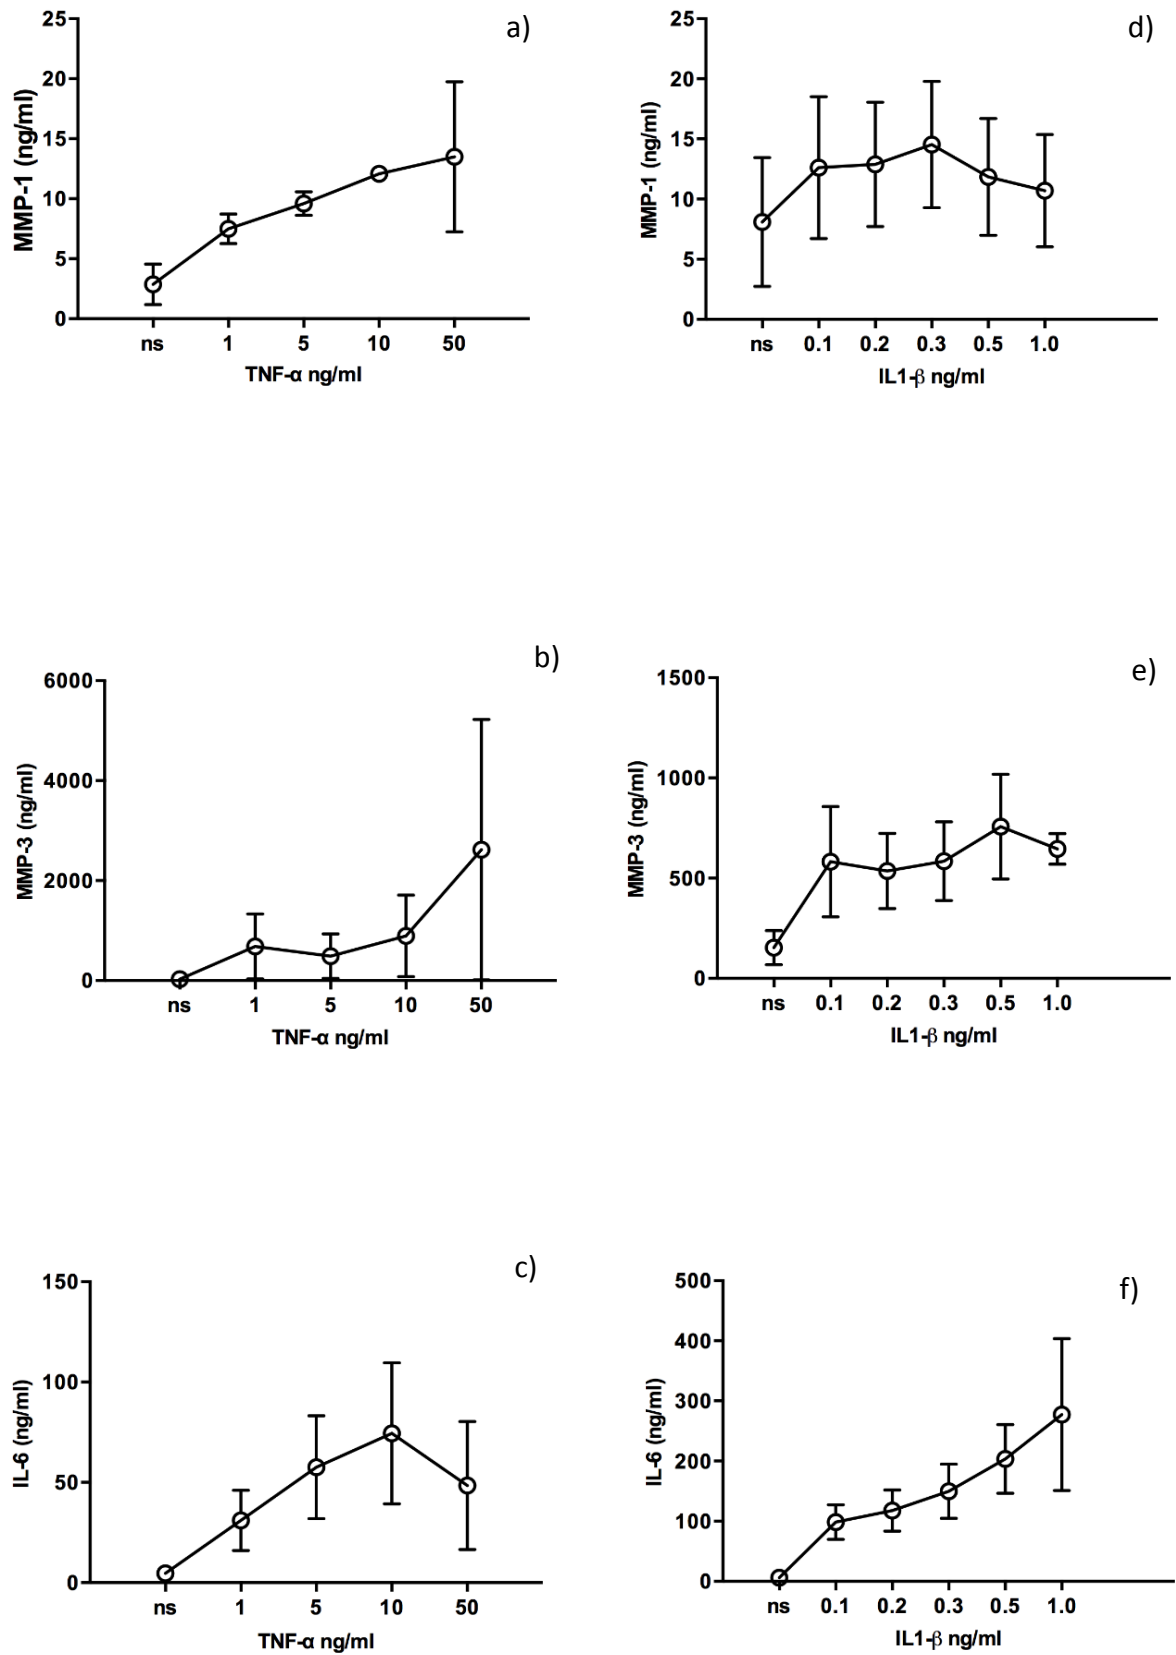 a)
MMP-1 (ng/ml)
25
20
15
10
5
0
ns 1 5 10 50
TNF-α ng/ml
d)
MMP-1 (ng/ml)
25
20
15
10
5
0
ns 0.1 0.2 0.3 0.5 1.0
IL1-β ng/ml
b)
MMP-3 (ng/ml)
6000
4000
2000
0
ns 1 5 10 50
TNF-α ng/ml
e)
MMP-3 (ng/ml)
1500
1000
500
0
ns 0.1 0.2 0.3 0.5 1.0
IL1-β ng/ml
c)
IL-6 (ng/ml)
150
100
50
0
ns 1 5 10 50
TNF-α ng/ml
f)
IL-6 (ng/ml)
500
400
300
200
100
0
ns 0.1 0.2 0.3 0.5 1.0
IL1-β ng/ml